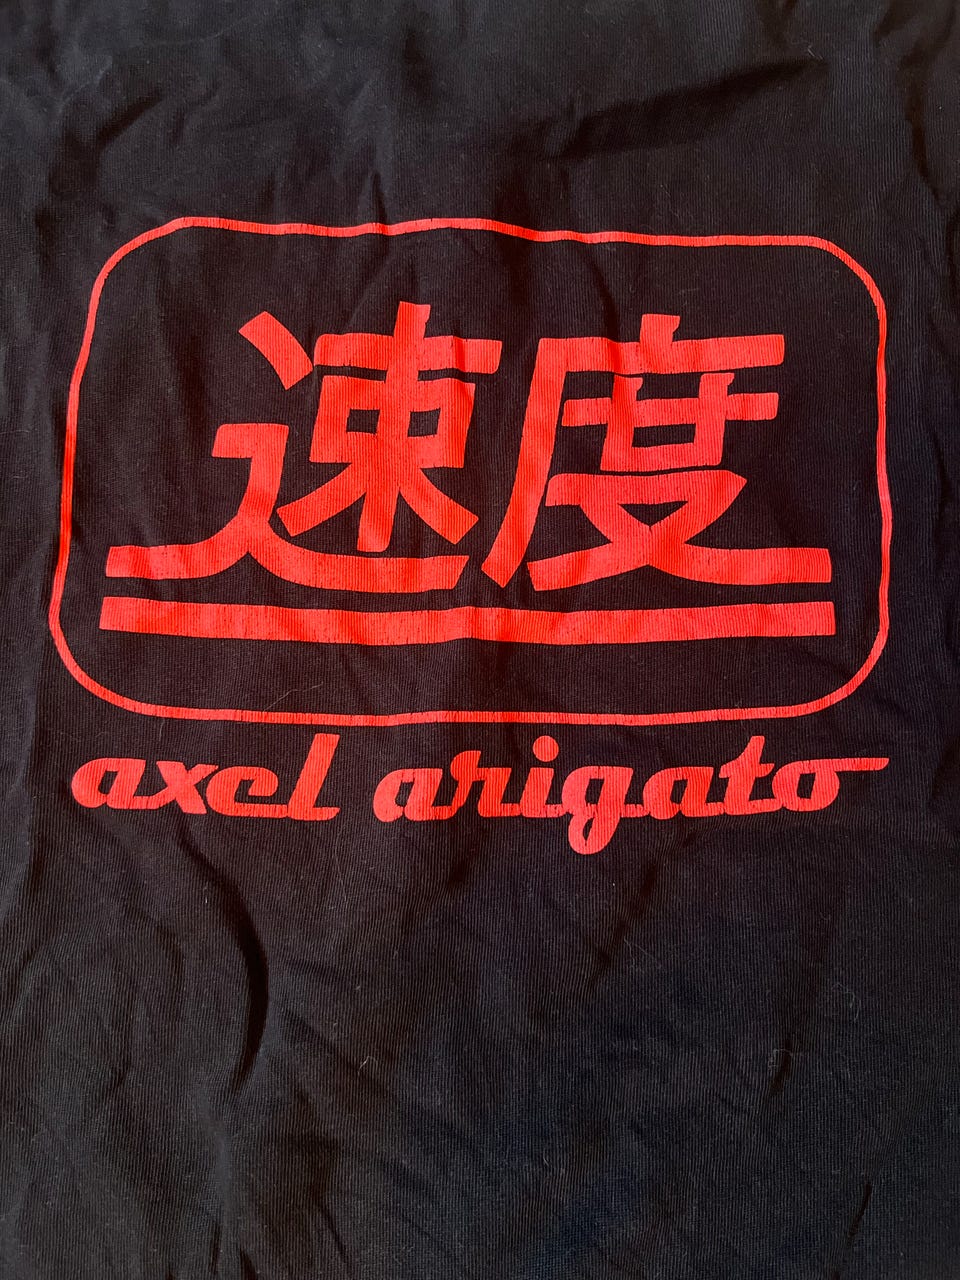 速度
axel arigato